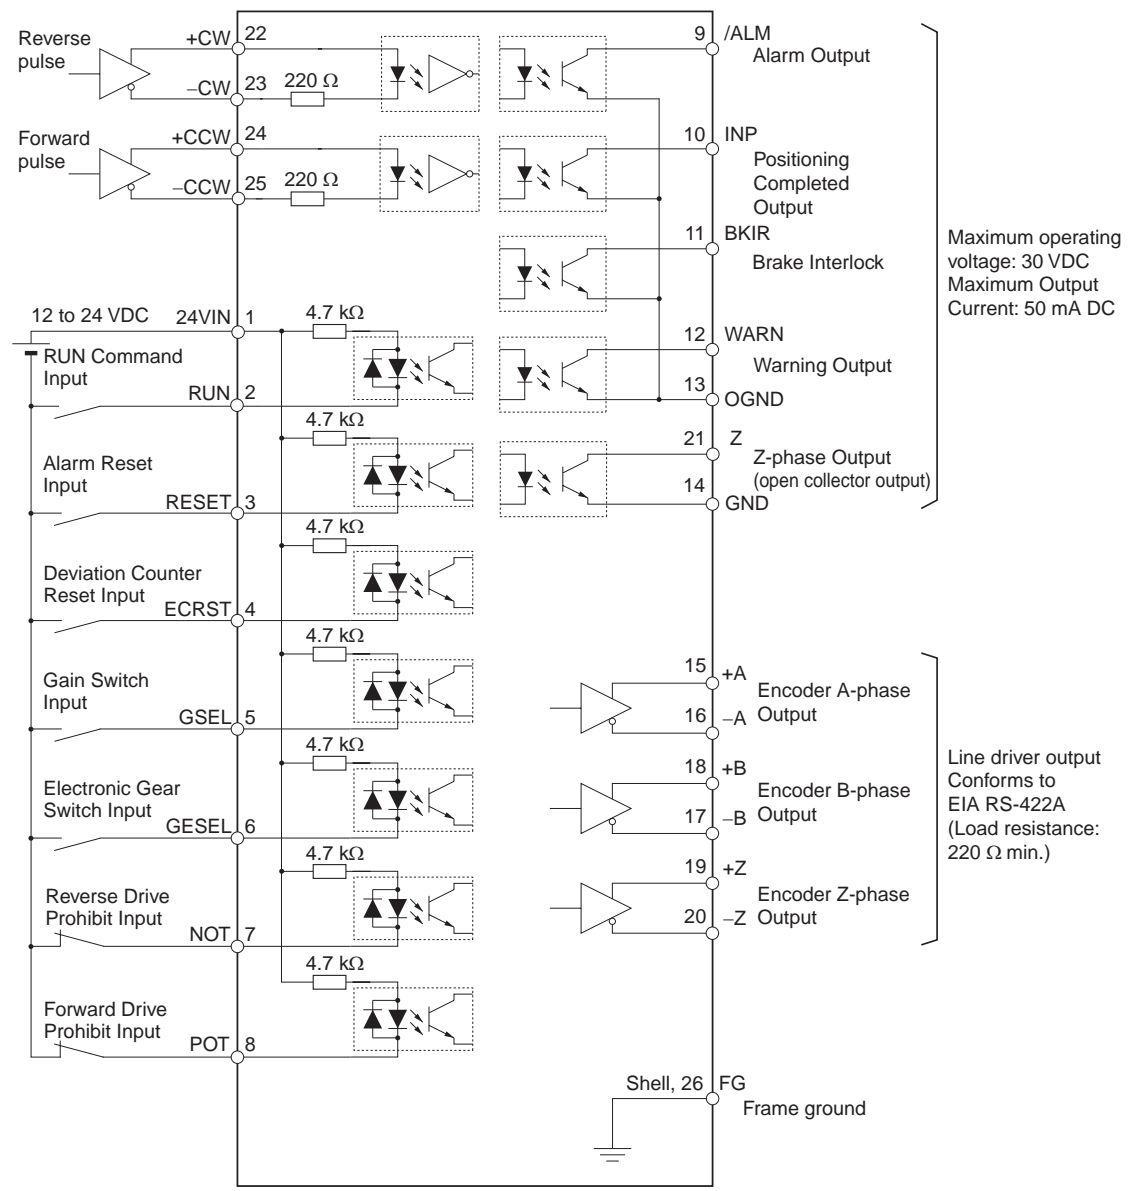 Reverse
pulse
+CW
22
−CW
23
220 Ω
Forward
pulse
+CCW
24
−CCW
25
220 Ω
12 to 24 VDC
24VIN
1
4.7 kΩ
RUN Command
Input
RUN
2
4.7 kΩ
Alarm Reset
Input
RESET
3
4.7 kΩ
Deviation Counter
Reset Input
ECRST
4
4.7 kΩ
Gain Switch
Input
GSEL
5
4.7 kΩ
Electronic Gear
Switch Input
GESEL
6
4.7 kΩ
Reverse Drive
Prohibit Input
NOT
7
4.7 kΩ
Forward Drive
Prohibit Input
POT
8
9
/ALM
Alarm Output
10
INP
Positioning
Completed
Output
11
BKIR
Brake Interlock
12
WARN
Warning Output
13
OGND
21
Z
Z-phase Output
(open collector output)
14
GND
Maximum operating
voltage: 30 VDC
Maximum Output
Current: 50 mA DC
15
+A
Encoder A-phase
Output
16
−A
18
+B
Encoder B-phase
Output
17
−B
19
+Z
Encoder Z-phase
Output
20
−Z
Line driver output
Conforms to
EIA RS-422A
(Load resistance:
220 Ω min.)
Shell, 26
FG
Frame ground